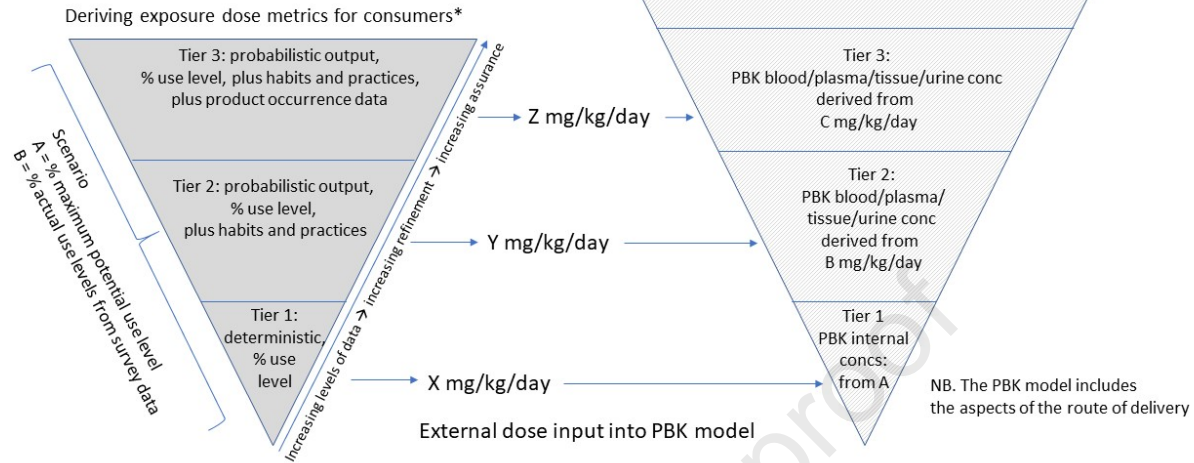 Deriving exposure dose metrics for consumers*
Tier 3: probabilistic output,
% use level, plus habits and practices,
plus product occurrence data
Tier 2: probabilistic output,
% use level,
plus habits and practices
Tier 1:
deterministic,
% use
level
Scenario
A = % maximum potential use level
B = % actual use levels from survey data
Increasing levels of data → increasing refinement → increasing assurance
Z mg/kg/day
Y mg/kg/day
X mg/kg/day
External dose input into PBK model
Tier 3:
PBK blood/plasma/tissue/urine conc
derived from
C mg/kg/day
Tier 2:
PBK blood/plasma/
tissue/urine conc
derived from
B mg/kg/day
Tier 1
PBK internal
concs:
from A
NB. The PBK model includes
the aspects of the route of delivery
proof